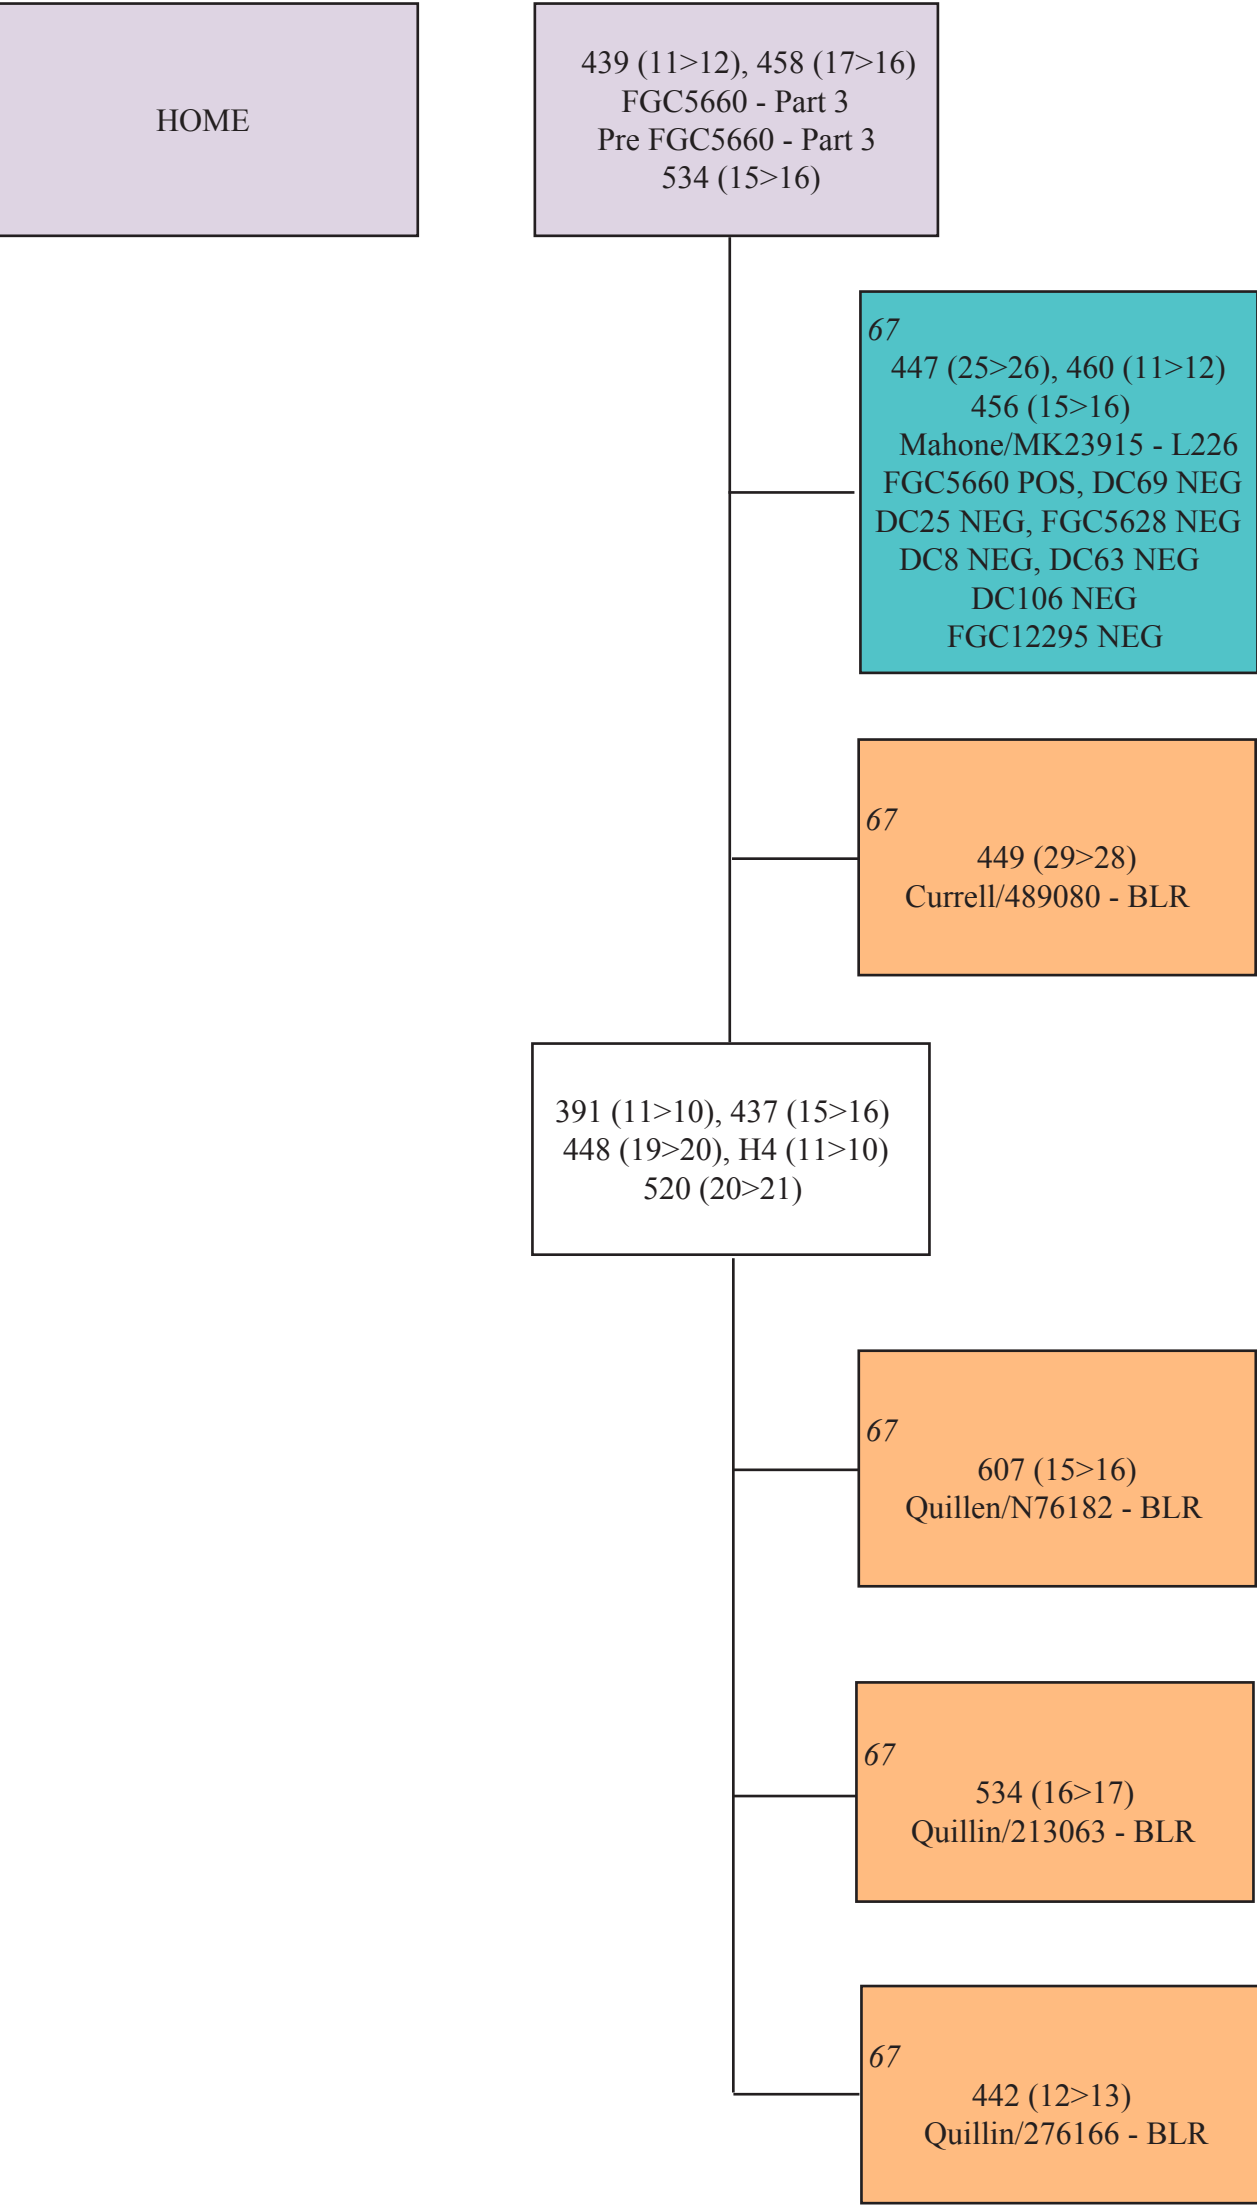 HOME
439 (11>12), 458 (17>16)
FGC5660 - Part 3
Pre FGC5660 - Part 3
534 (15>16)
67
447 (25>26), 460 (11>12)
456 (15>16)
Mahone/MK23915 - L226
FGC5660 POS, DC69 NEG
DC25 NEG, FGC5628 NEG
DC8 NEG, DC63 NEG
DC106 NEG
FGC12295 NEG
67
449 (29>28)
Currell/489080 - BLR
391 (11>10), 437 (15>16)
448 (19>20), H4 (11>10)
520 (20>21)
67
607 (15>16)
Quillen/N76182 - BLR
67
534 (16>17)
Quillin/213063 - BLR
67
442 (12>13)
Quillin/276166 - BLR